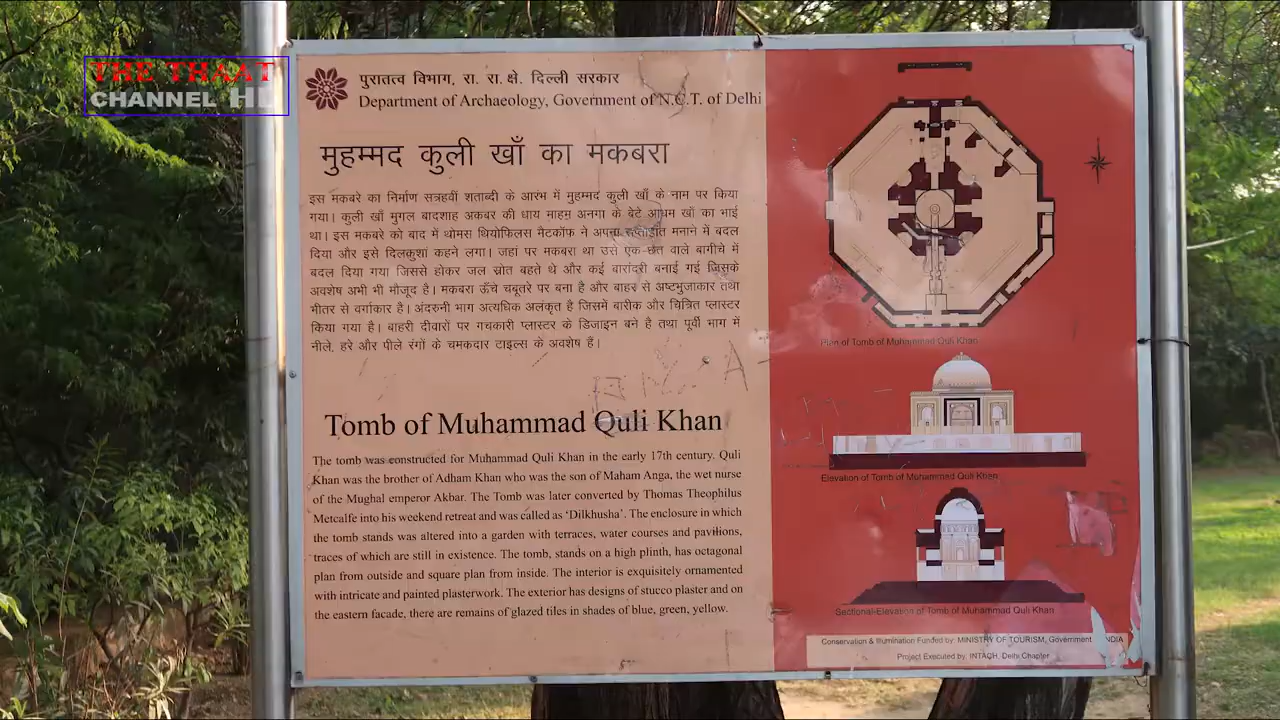 THE THAAT
CHANNEL HD
पुरातत्व विभाग, रा. रा.क्षे. दिल्ली सरकार
Department of Archaeology, Government of N.C.T. of Delhi
मुहम्मद कुली खाँ का मकबरा
इस मकबरे का निर्माण सत्रहवीं शताब्दी के आरंभ में मुहम्मद कुली खाँ के नाम पर किया
गया। कुली खाँ मुगल बादशाह अकबर की धाय माहम अनगा के बेटे आधम खाँ का भाई
था। इस मकबरे को बाद में थॉमस थियोफिलस मैटकॉफ ने अपना सप्ताहांत मनाने में बदल
दिया और इसे दिलकुशां कहने लगा। जहां पर मकबरा था उसे एक-छत वाले बागीचे में
बदल दिया गया जिससे होकर जल स्रोत बहते थे और कई बारांदरी बनाई गई जिसके
अवशेष अभी भी मौजूद है। मकबरा ऊँचे चबूतरे पर बना है और बाहर से अष्टभुजाकार तथा
भीतर से वर्गाकार है। अंदरुनी भाग अत्यधिक अलंकृत है जिसमें बारीक और चित्रित प्लास्टर
किया गया है। बाहरी दीवारों पर गचकारी प्लास्टर के डिजाइन बने है तथा पूर्वी भाग में
नीले, हरे और पीले रंगों के चमकदार टाइल्स के अवशेष हैं।
Tomb of Muhammad Quli Khan
The tomb was constructed for Muhammad Quli Khan in the early 17th century. Quli
Khan was the brother of Adham Khan who was the son of Maham Anga, the wet nurse
of the Mughal emperor Akbar. The Tomb was later converted by Thomas Theophilus
Metcalfe into his weekend retreat and was called as ‘Dilkhusha’. The enclosure in which
the tomb stands was altered into a garden with terraces, water courses and pavilions,
traces of which are still in existence. The tomb, stands on a high plinth, has octagonal
plan from outside and square plan from inside. The interior is exquisitely ornamented
with intricate and painted plasterwork. The exterior has designs of stucco plaster and on
the eastern facade, there are remains of glazed tiles in shades of blue, green, yellow.
Plan of Tomb of Muhammad Quli Khan
Elevation of Tomb of Muhammad Quli Khan
Sectional-Elevation of Tomb of Muhammad Quli Khan
Conservation & Illumination Funded by: MINISTRY OF TOURISM, Government INDIA
Project Executed by: INTACH, Delhi Chapter